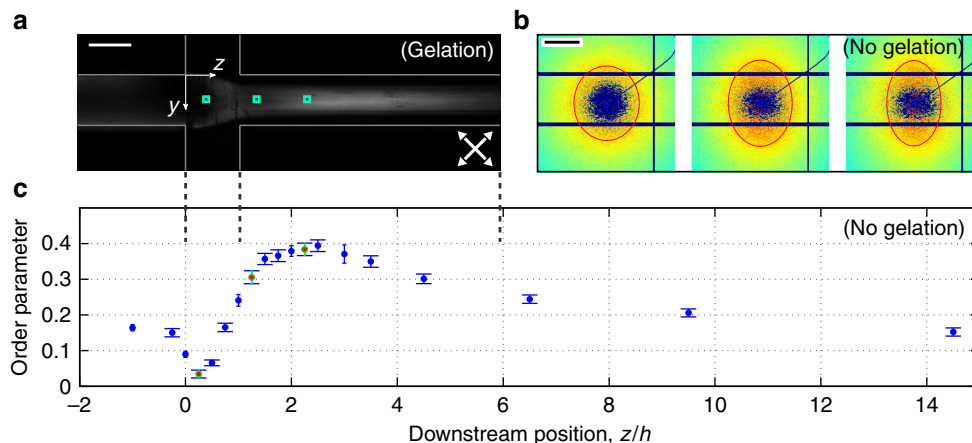 a
(Gelation)
z
y
b
(No gelation)
c
(No gelation)
Order parameter
0.4
0.3
0.2
0.1
0
−2 0 2 4 6 8 10 12 14
Downstream position, z/h